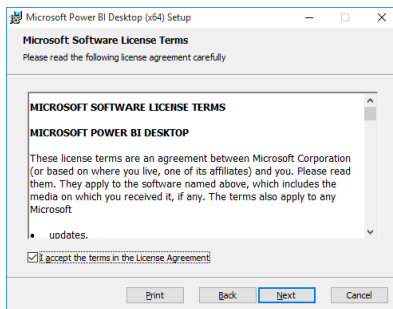 Microsoft Power BI Desktop (x64) Setup
Microsoft Software License Terms
Please read the following license agreement carefully
MICROSOFT SOFTWARE LICENSE TERMS
MICROSOFT POWER BI DESKTOP
These license terms are an agreement between Microsoft Corporation
(or based on where you live, one of its affiliates) and you. Please read
them. They apply to the software named above, which includes the
media on which you received it, if any. The terms also apply to any
Microsoft
• updates,
I accept the terms in the License Agreement
Print Back Next Cancel